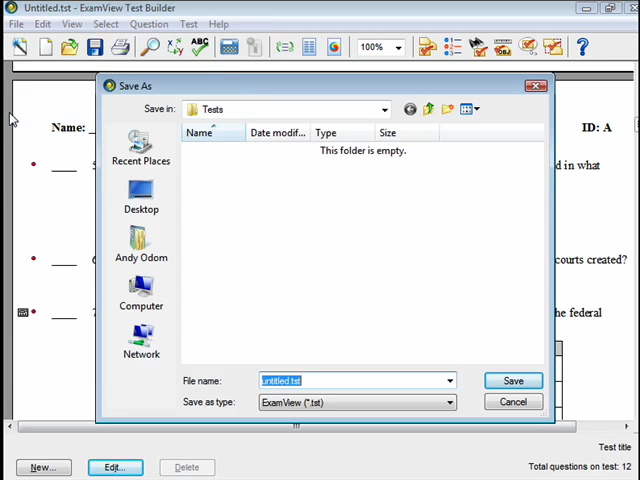 Untitled.tst - ExamView Test Builder
File Edit View Select Question Test Help
100%
Save As
Save in: Tests
Name Date modif... Type Size
This folder is empty.
Recent Places
Desktop
Andy Odom
Computer
Network
Name: ID: A
d in what
courts created?
he federal
File name: untitled.tst Save
Save as type: ExamView (*.tst) Cancel
Test title
New... Edit... Delete Total questions on test: 12